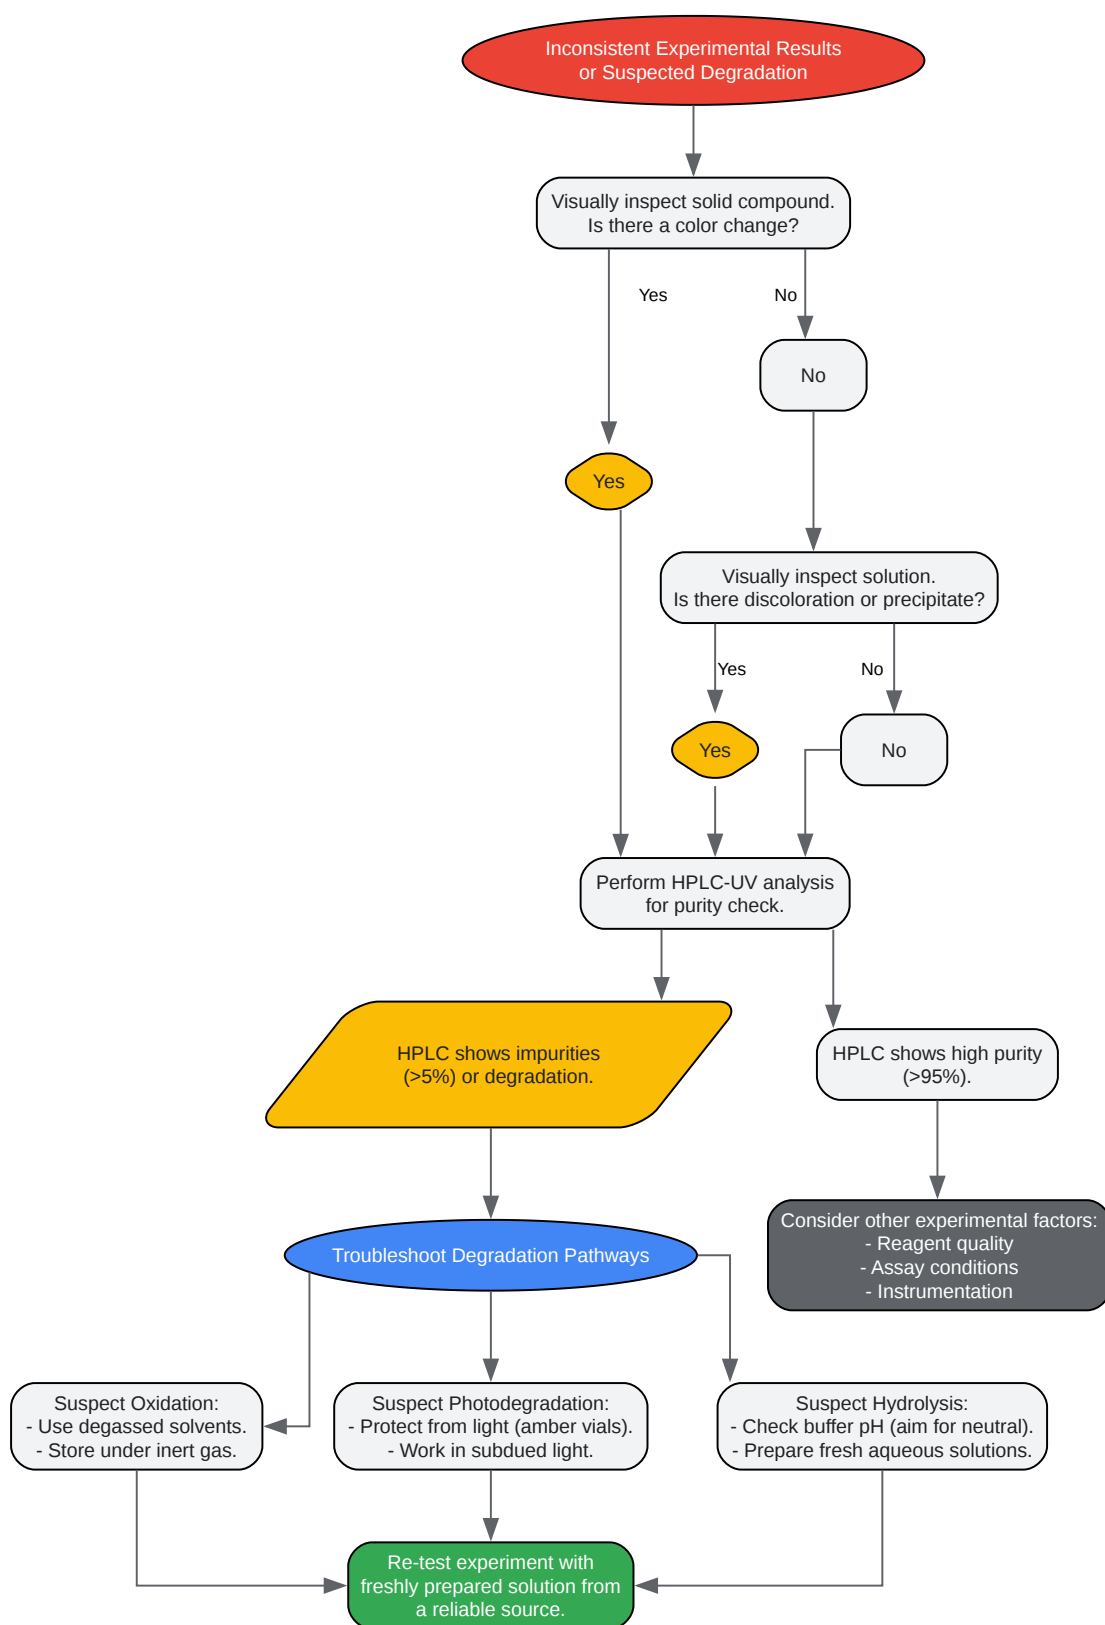 Inconsistent Experimental Results
or Suspected Degradation
Visually inspect solid compound.
Is there a color change?
Yes
No
No
Yes
Visually inspect solution.
Is there discoloration or precipitate?
Yes
No
Yes
No
Perform HPLC-UV analysis
for purity check.
HPLC shows impurities
(>5%) or degradation.
HPLC shows high purity
(>95%).
Consider other experimental factors:
- Reagent quality
- Assay conditions
- Instrumentation
Troubleshoot Degradation Pathways
Suspect Oxidation:
- Use degassed solvents.
- Store under inert gas.
Suspect Photodegradation:
- Protect from light (amber vials).
- Work in subdued light.
Suspect Hydrolysis:
- Check buffer pH (aim for neutral).
- Prepare fresh aqueous solutions.
Re-test experiment with
freshly prepared solution from
a reliable source.